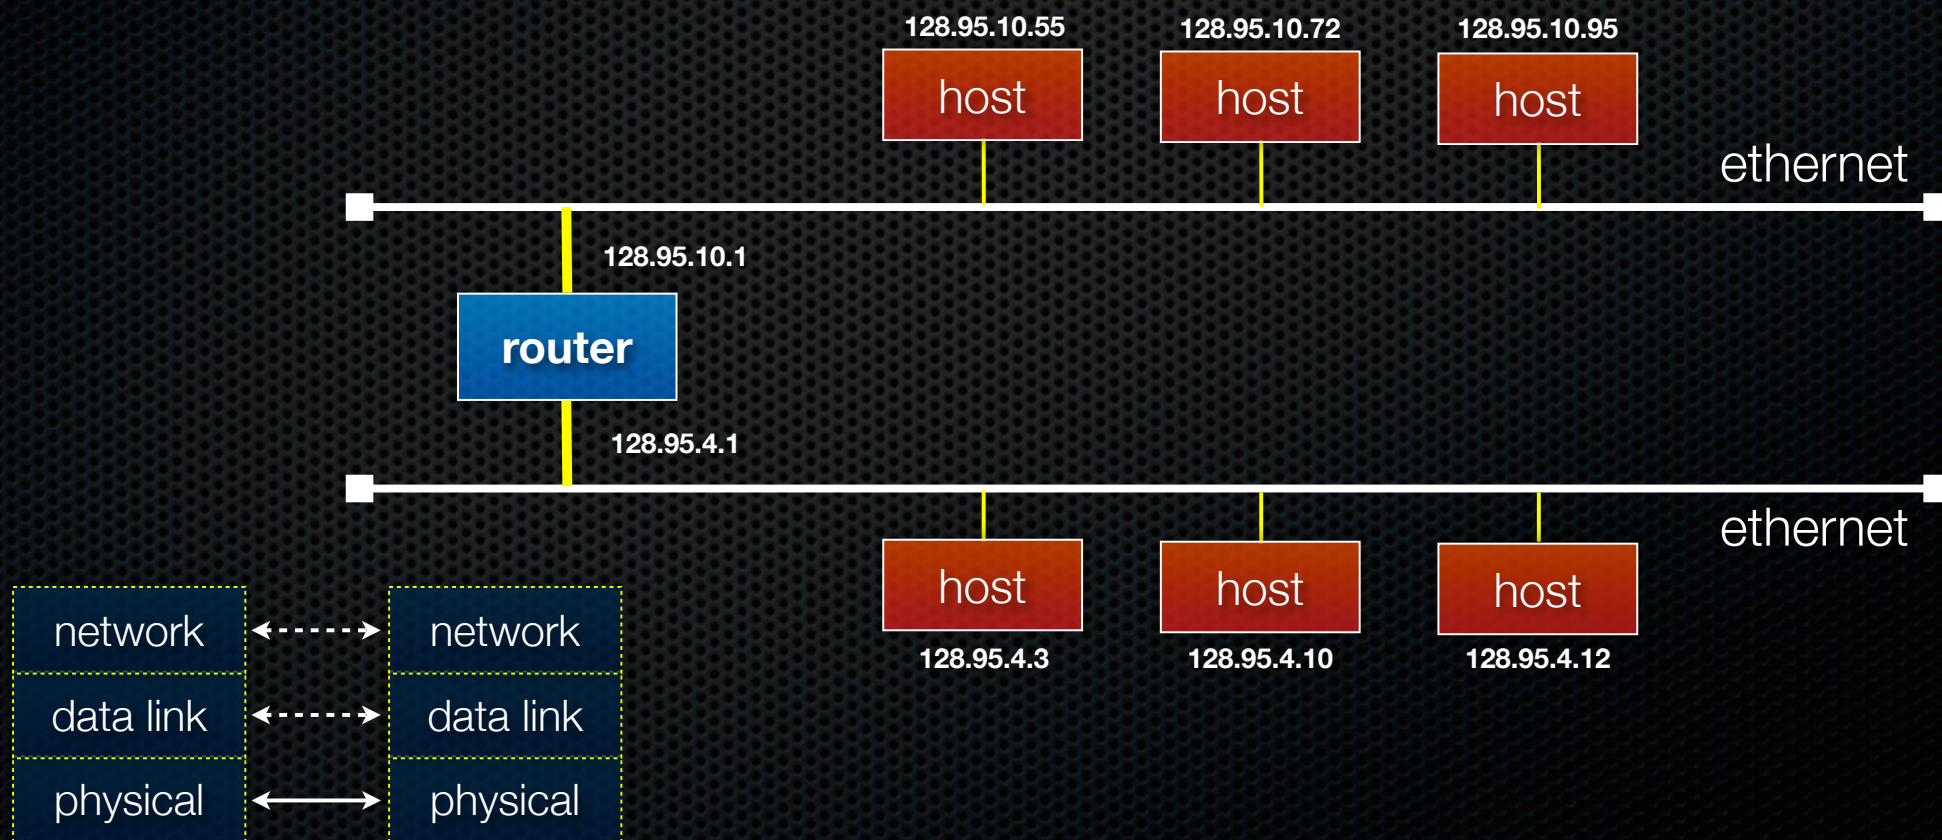 128.95.10.55
128.95.10.72
128.95.10.95
host
host
host
ethernet
128.95.10.1
router
128.95.4.1
ethernet
host
host
host
128.95.4.3
128.95.4.10
128.95.4.12
network
network
data link
data link
physical
physical